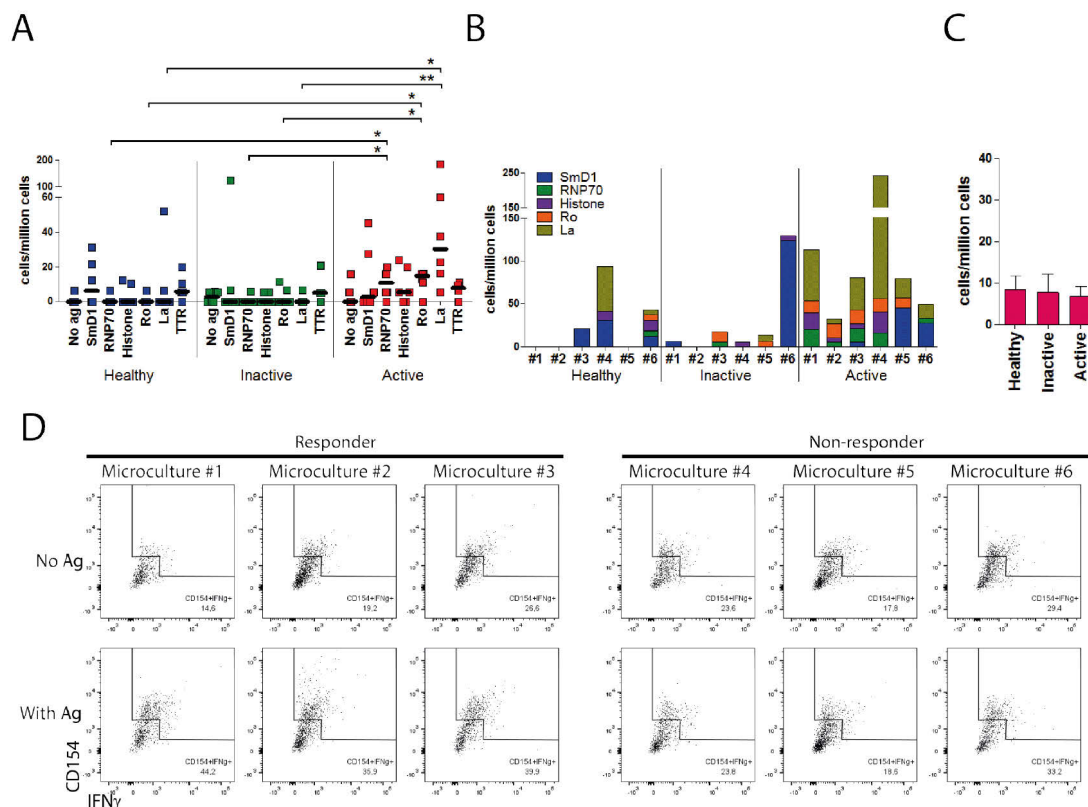 A
B
C
*
**
*
*
*
*
cells/million cells
200
100
60
40
20
0
No ag
SmD1
RNP70
Histone
Ro
La
TTR
No ag
SmD1
RNP70
Histone
Ro
La
TTR
No ag
SmD1
RNP70
Histone
Ro
La
TTR
Healthy
Inactive
Active
cells/million cells
250
150
100
50
0
SmD1
RNP70
Histone
Ro
La
#1 #2 #3 #4 #5 #6 #1 #2 #3 #4 #5 #6 #1 #2 #3 #4 #5 #6
Healthy
Inactive
Active
cells/million cells
40
30
20
10
0
Healthy
Inactive
Active
D
Responder
Non-responder
Microculture #1
Microculture #2
Microculture #3
Microculture #4
Microculture #5
Microculture #6
No Ag
CD154+IFNg+
14,6
CD154+IFNg+
19,2
CD154+IFNg+
26,6
CD154+IFNg+
23,6
CD154+IFNg+
17,8
CD154+IFNg+
29,4
With Ag
CD154+IFNg+
44,2
CD154+IFNg+
35,9
CD154+IFNg+
39,9
CD154+IFNg+
23,8
CD154+IFNg+
18,6
CD154+IFNg+
33,2
CD154
IFNγ